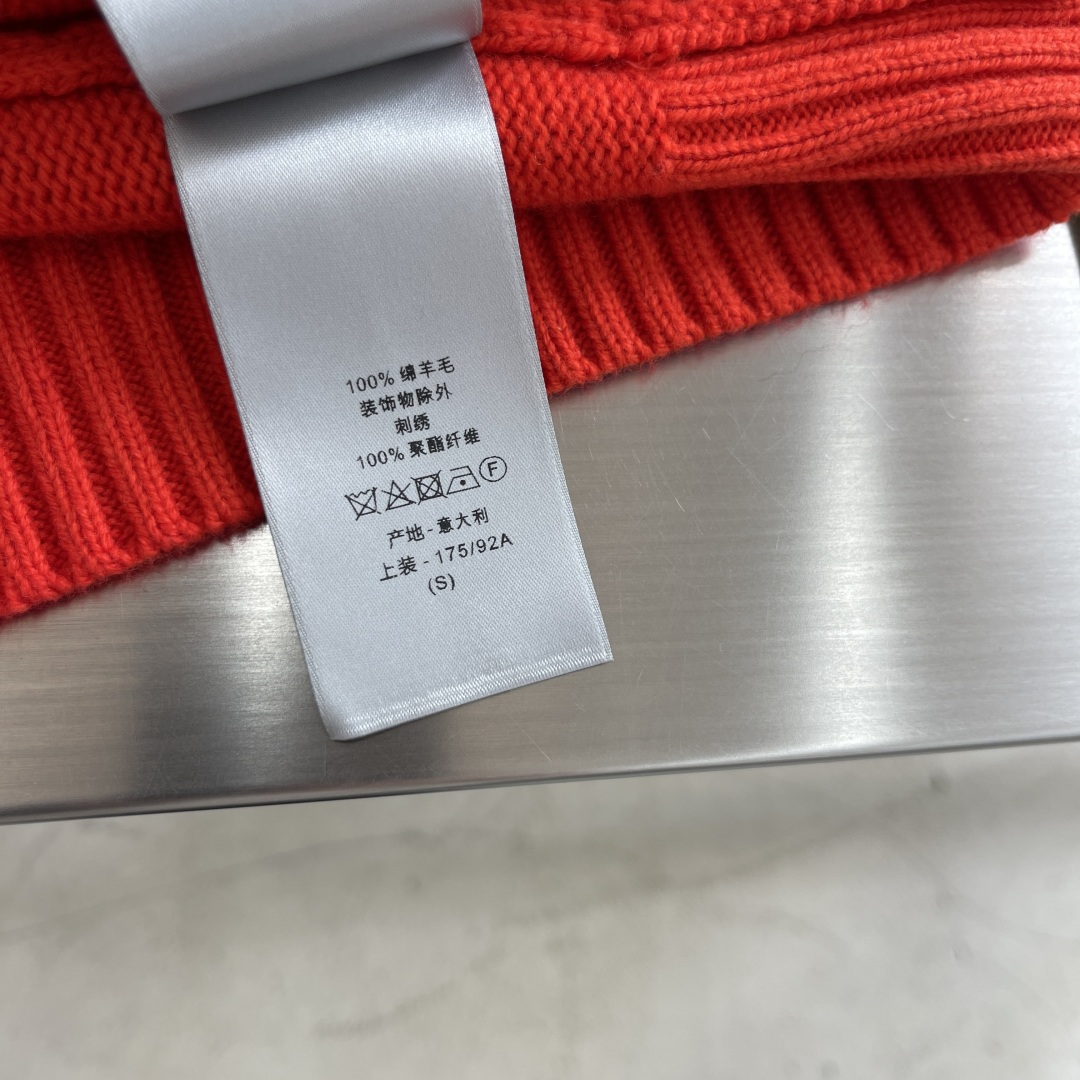 100% 绵羊毛
装饰物除外
刺绣
100% 聚酯纤维
F
产地 - 意大利
上装 - 175/92A
(S)